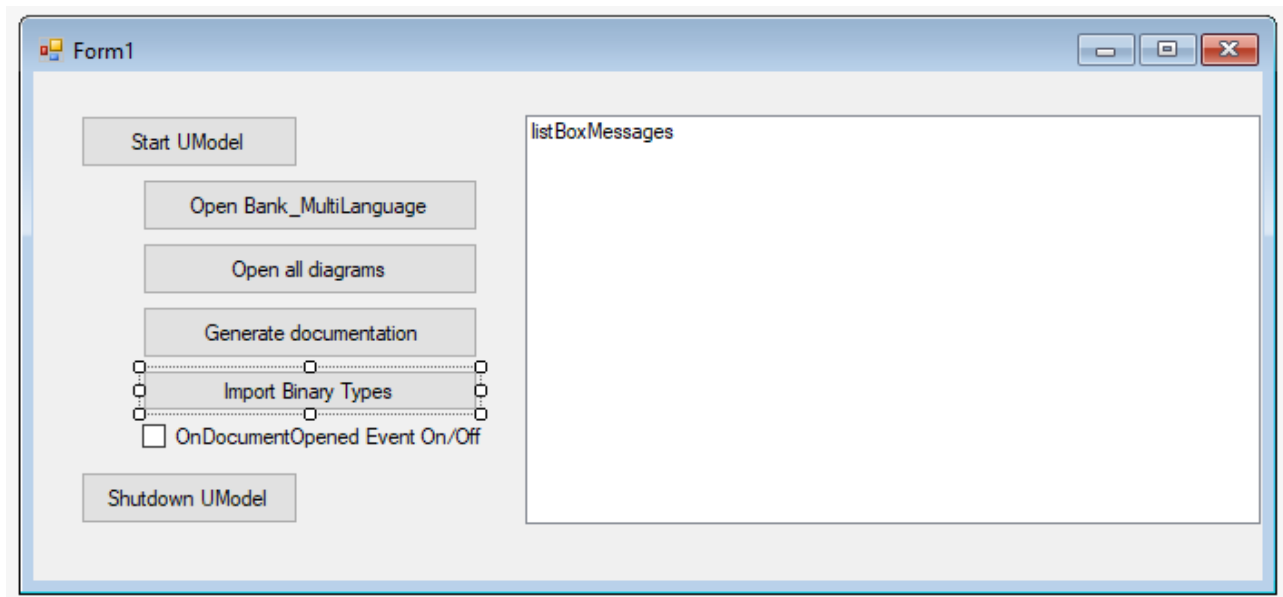 Form1
Start UModel
Open Bank_MultiLanguage
Open all diagrams
Generate documentation
Import Binary Types
OnDocumentOpened Event On/Off
Shutdown UModel
listBoxMessages